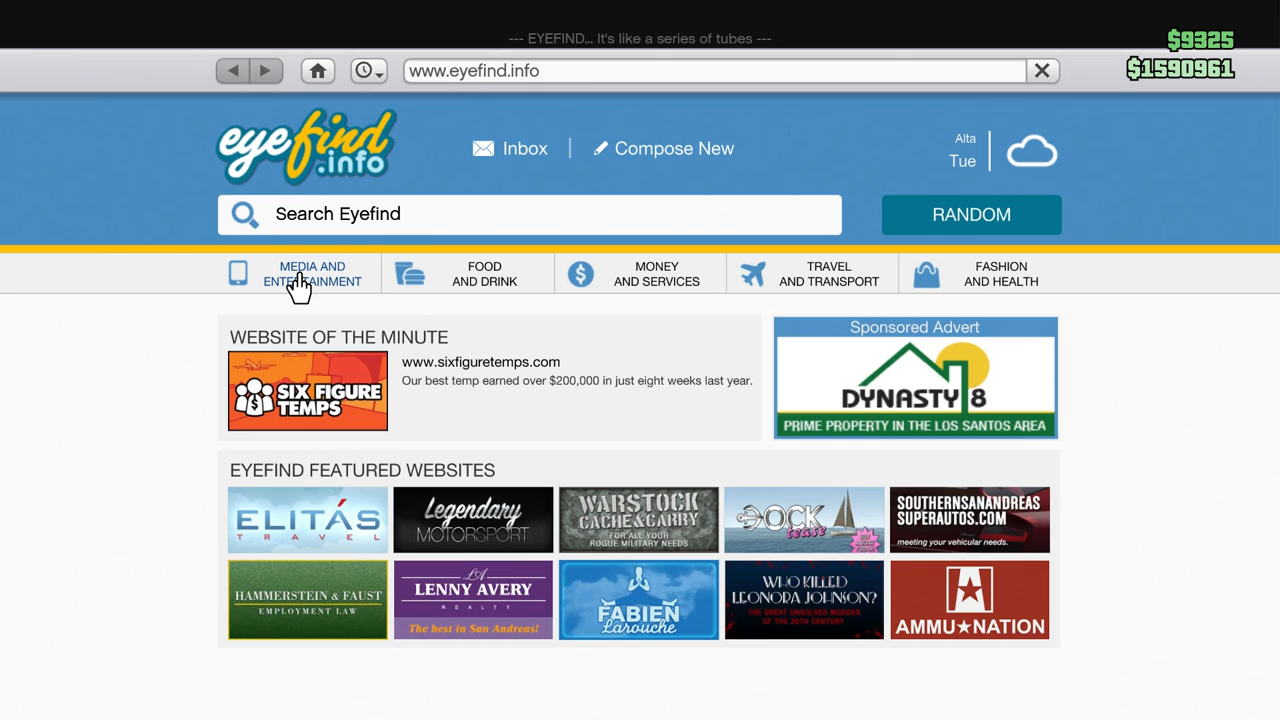 --- EYEFIND... It's like a series of tubes ---
$9325
$1590961
www.eyefind.info
eyefind
.info
Inbox
Compose New
Alta
Tue
Search Eyefind
RANDOM
MEDIA AND
ENTERTAINMENT
FOOD
AND DRINK
MONEY
AND SERVICES
TRAVEL
AND TRANSPORT
FASHION
AND HEALTH
WEBSITE OF THE MINUTE
SIX FIGURE
TEMPS
www.sixfiguretemps.com
Our best temp earned over $200,000 in just eight weeks last year.
Sponsored Advert
DYNASTY 8
PRIME PROPERTY IN THE LOS SANTOS AREA
EYEFIND FEATURED WEBSITES
ELITÁS
TRAVEL
Legendary
MOTORSPORT
WARSTOCK
CACHE&CARRY
FOR ALL YOUR
ROGUE MILITARY NEEDS
DOCK
tease
SOUTHERNSANANDREAS
SUPERAUTOS.COM
meeting your vehicular needs.
HAMMERSTEIN & FAUST
EMPLOYMENT LAW
LA
LENNY AVERY
REALTY
The best in San Andreas!
FABIEN
Larouche
WHO KILLED
LEONORA JOHNSON?
THE GREAT UNSOLVED MURDER
OF THE 20TH CENTURY
AMMU★NATION